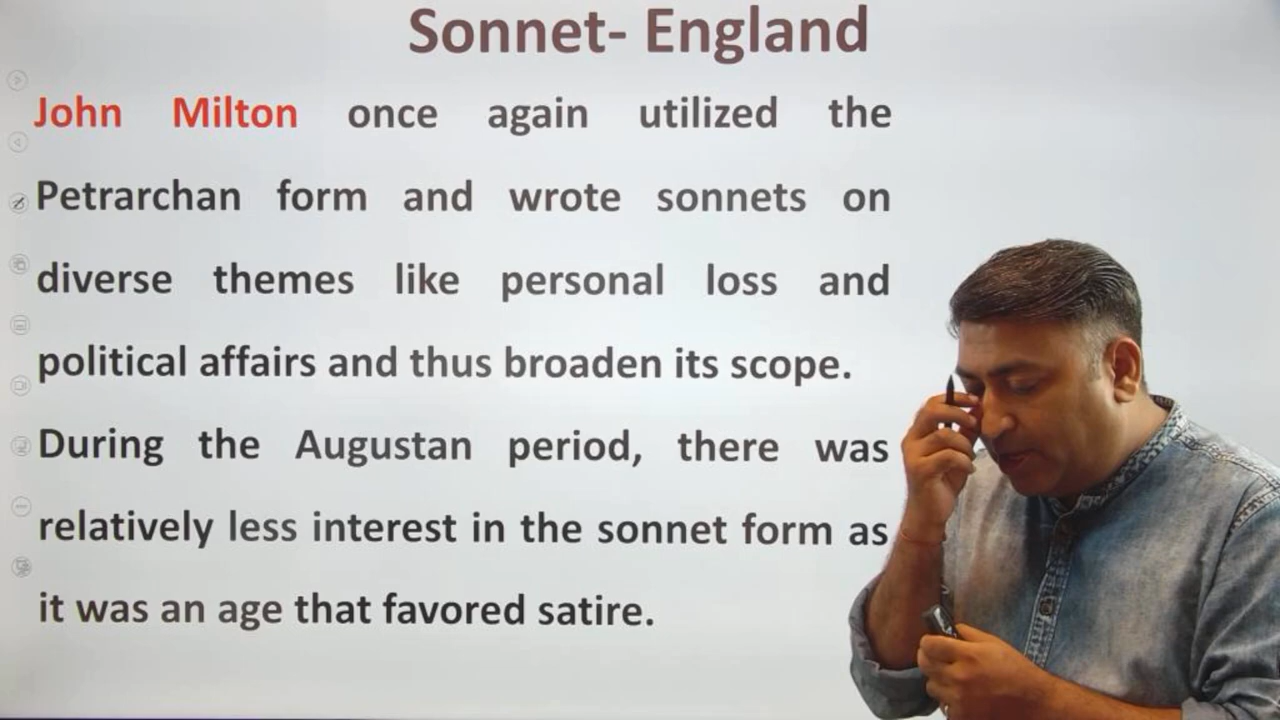 Sonnet- England
John Milton once again utilized the
Petrarchan form and wrote sonnets on
diverse themes like personal loss and
political affairs and thus broaden its scope.
During the Augustan period, there was
relatively less interest in the sonnet form as
it was an age that favored satire.